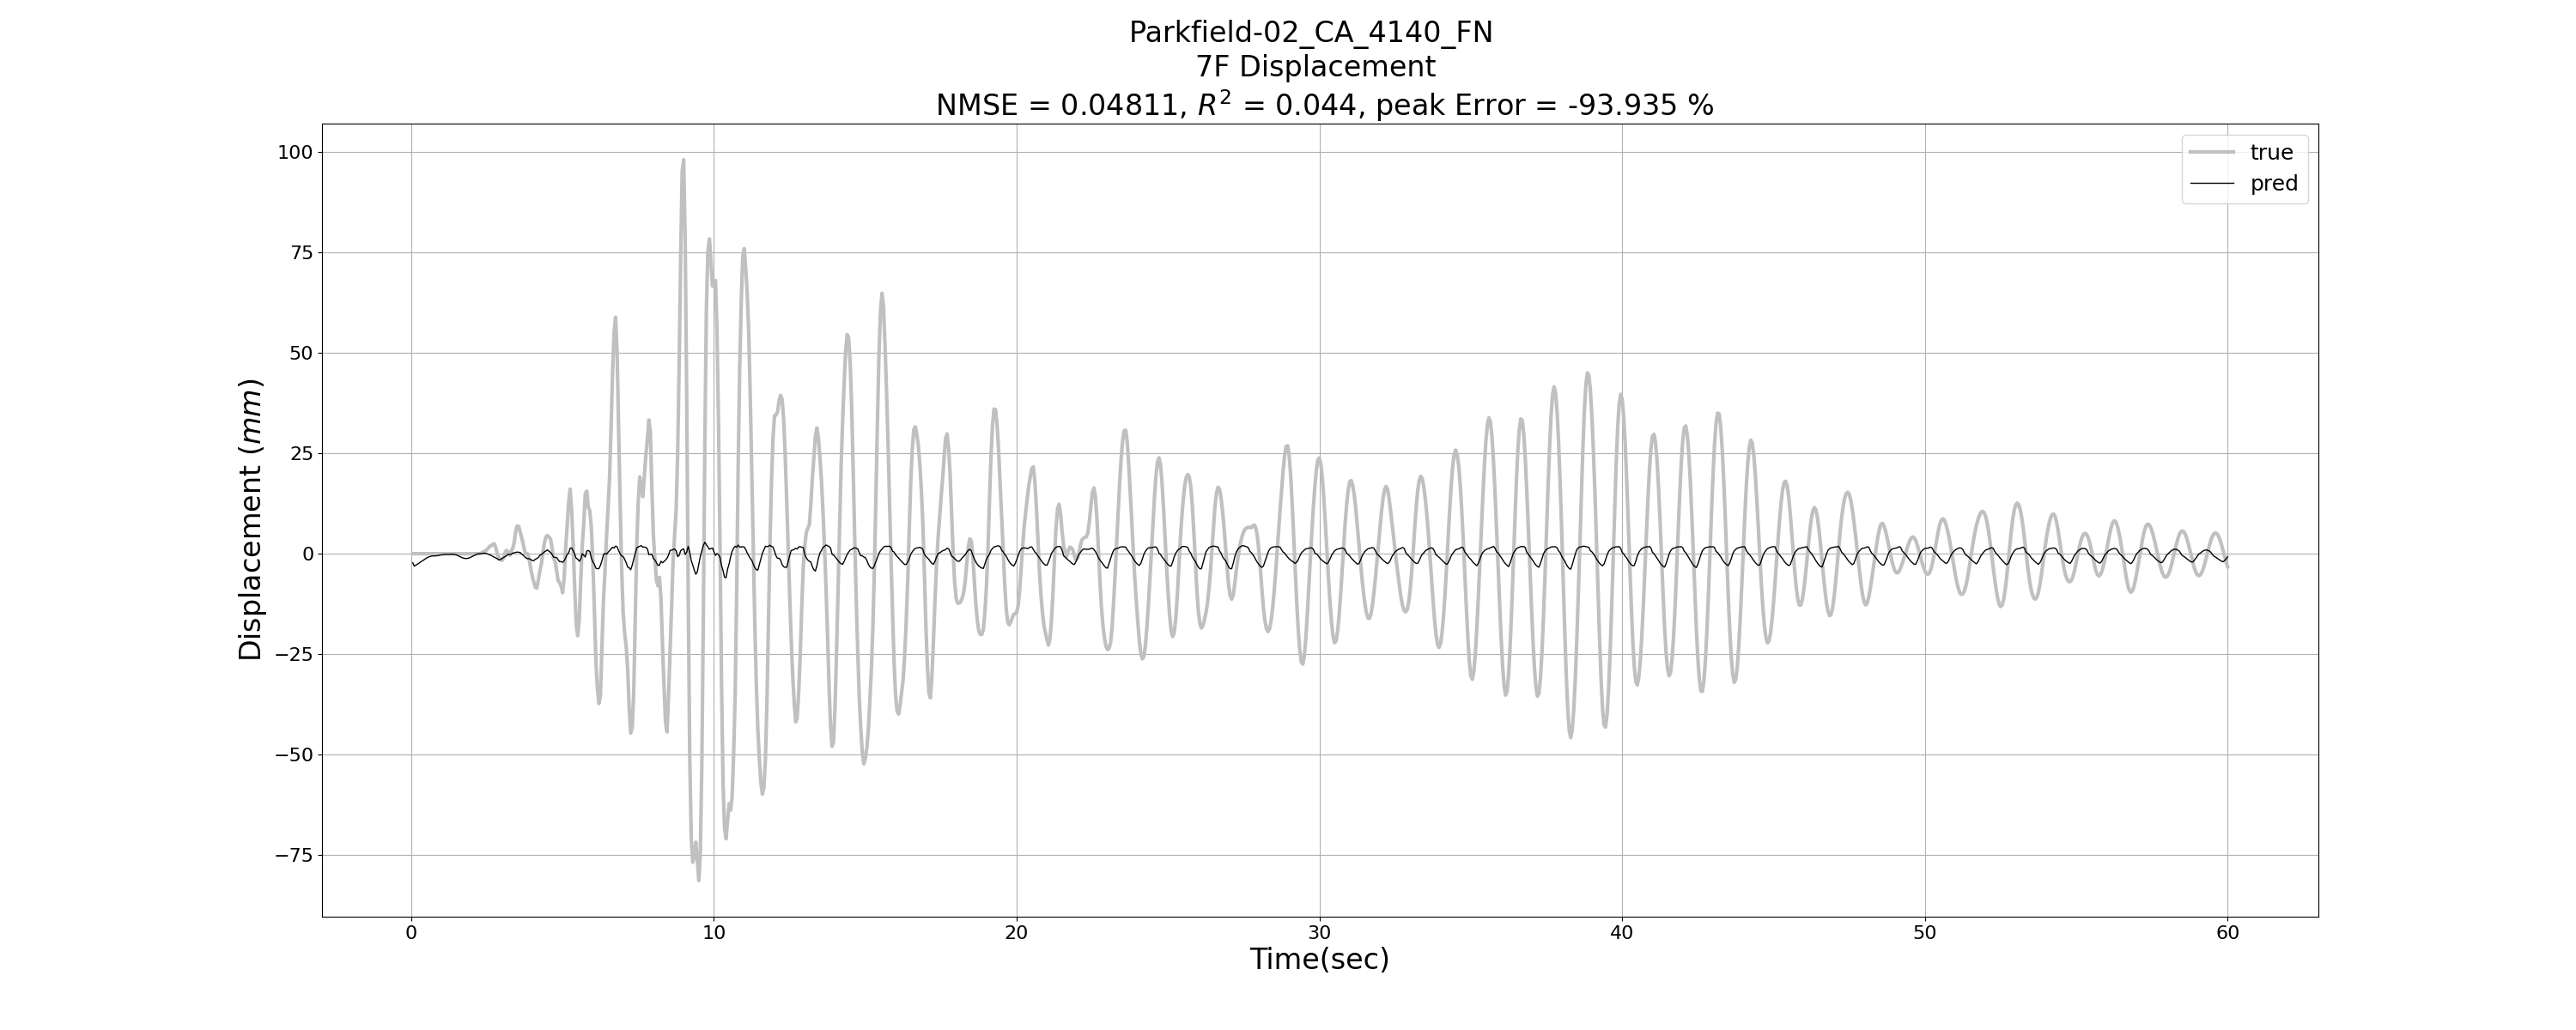 Parkfield-02_CA_4140_FN
7F Displacement
NMSE = 0.04811, R² = 0.044, peak Error = -93.935 %
true
pred
Displacement (mm)
100
75
50
25
0
−25
−50
−75
0 10 20 30 40 50 60
Time(sec)